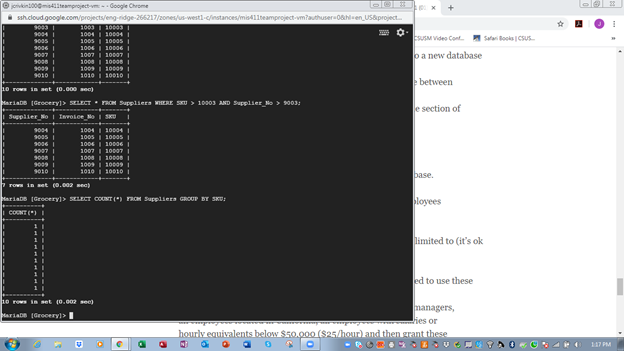 jcrivkin100@mis411teamproject-vm: ~ - Google Chrome
ssh.cloud.google.com/projects/eng-ridge-266217/zones/us-west1-c/instances/mis411teamproject-vm?authuser=0&hl=en_US&project...
| 9003 | 1003 | 10003 |
| 9004 | 1004 | 10004 |
| 9005 | 1005 | 10005 |
| 9006 | 1006 | 10006 |
| 9007 | 1007 | 10007 |
| 9008 | 1008 | 10008 |
| 9009 | 1009 | 10009 |
| 9010 | 1010 | 10010 |
10 rows in set (0.000 sec)
MariaDB [Grocery]> SELECT * FROM Suppliers WHERE SKU > 10003 AND Supplier_No > 9003;
| Supplier_No | Invoice_No | SKU |
| 9004 | 1004 | 10004 |
| 9005 | 1005 | 10005 |
| 9006 | 1006 | 10006 |
| 9007 | 1007 | 10007 |
| 9008 | 1008 | 10008 |
| 9009 | 1009 | 10009 |
| 9010 | 1010 | 10010 |
7 rows in set (0.002 sec)
MariaDB [Grocery]> SELECT COUNT(*) FROM Suppliers GROUP BY SKU;
| COUNT(*) |
| 1 |
| 1 |
| 1 |
| 1 |
| 1 |
| 1 |
| 1 |
| 1 |
| 1 |
| 1 |
10 rows in set (0.002 sec)
MariaDB [Grocery]>
CSUSM Video Conf...
Safari Books | CSUS...
o a new database
e between
e section of
base.
ployees
limited to (it's ok
ed to use these
managers,
hourly equivalents below $50,000 ($25/hour) and then grant these
1:17 PM